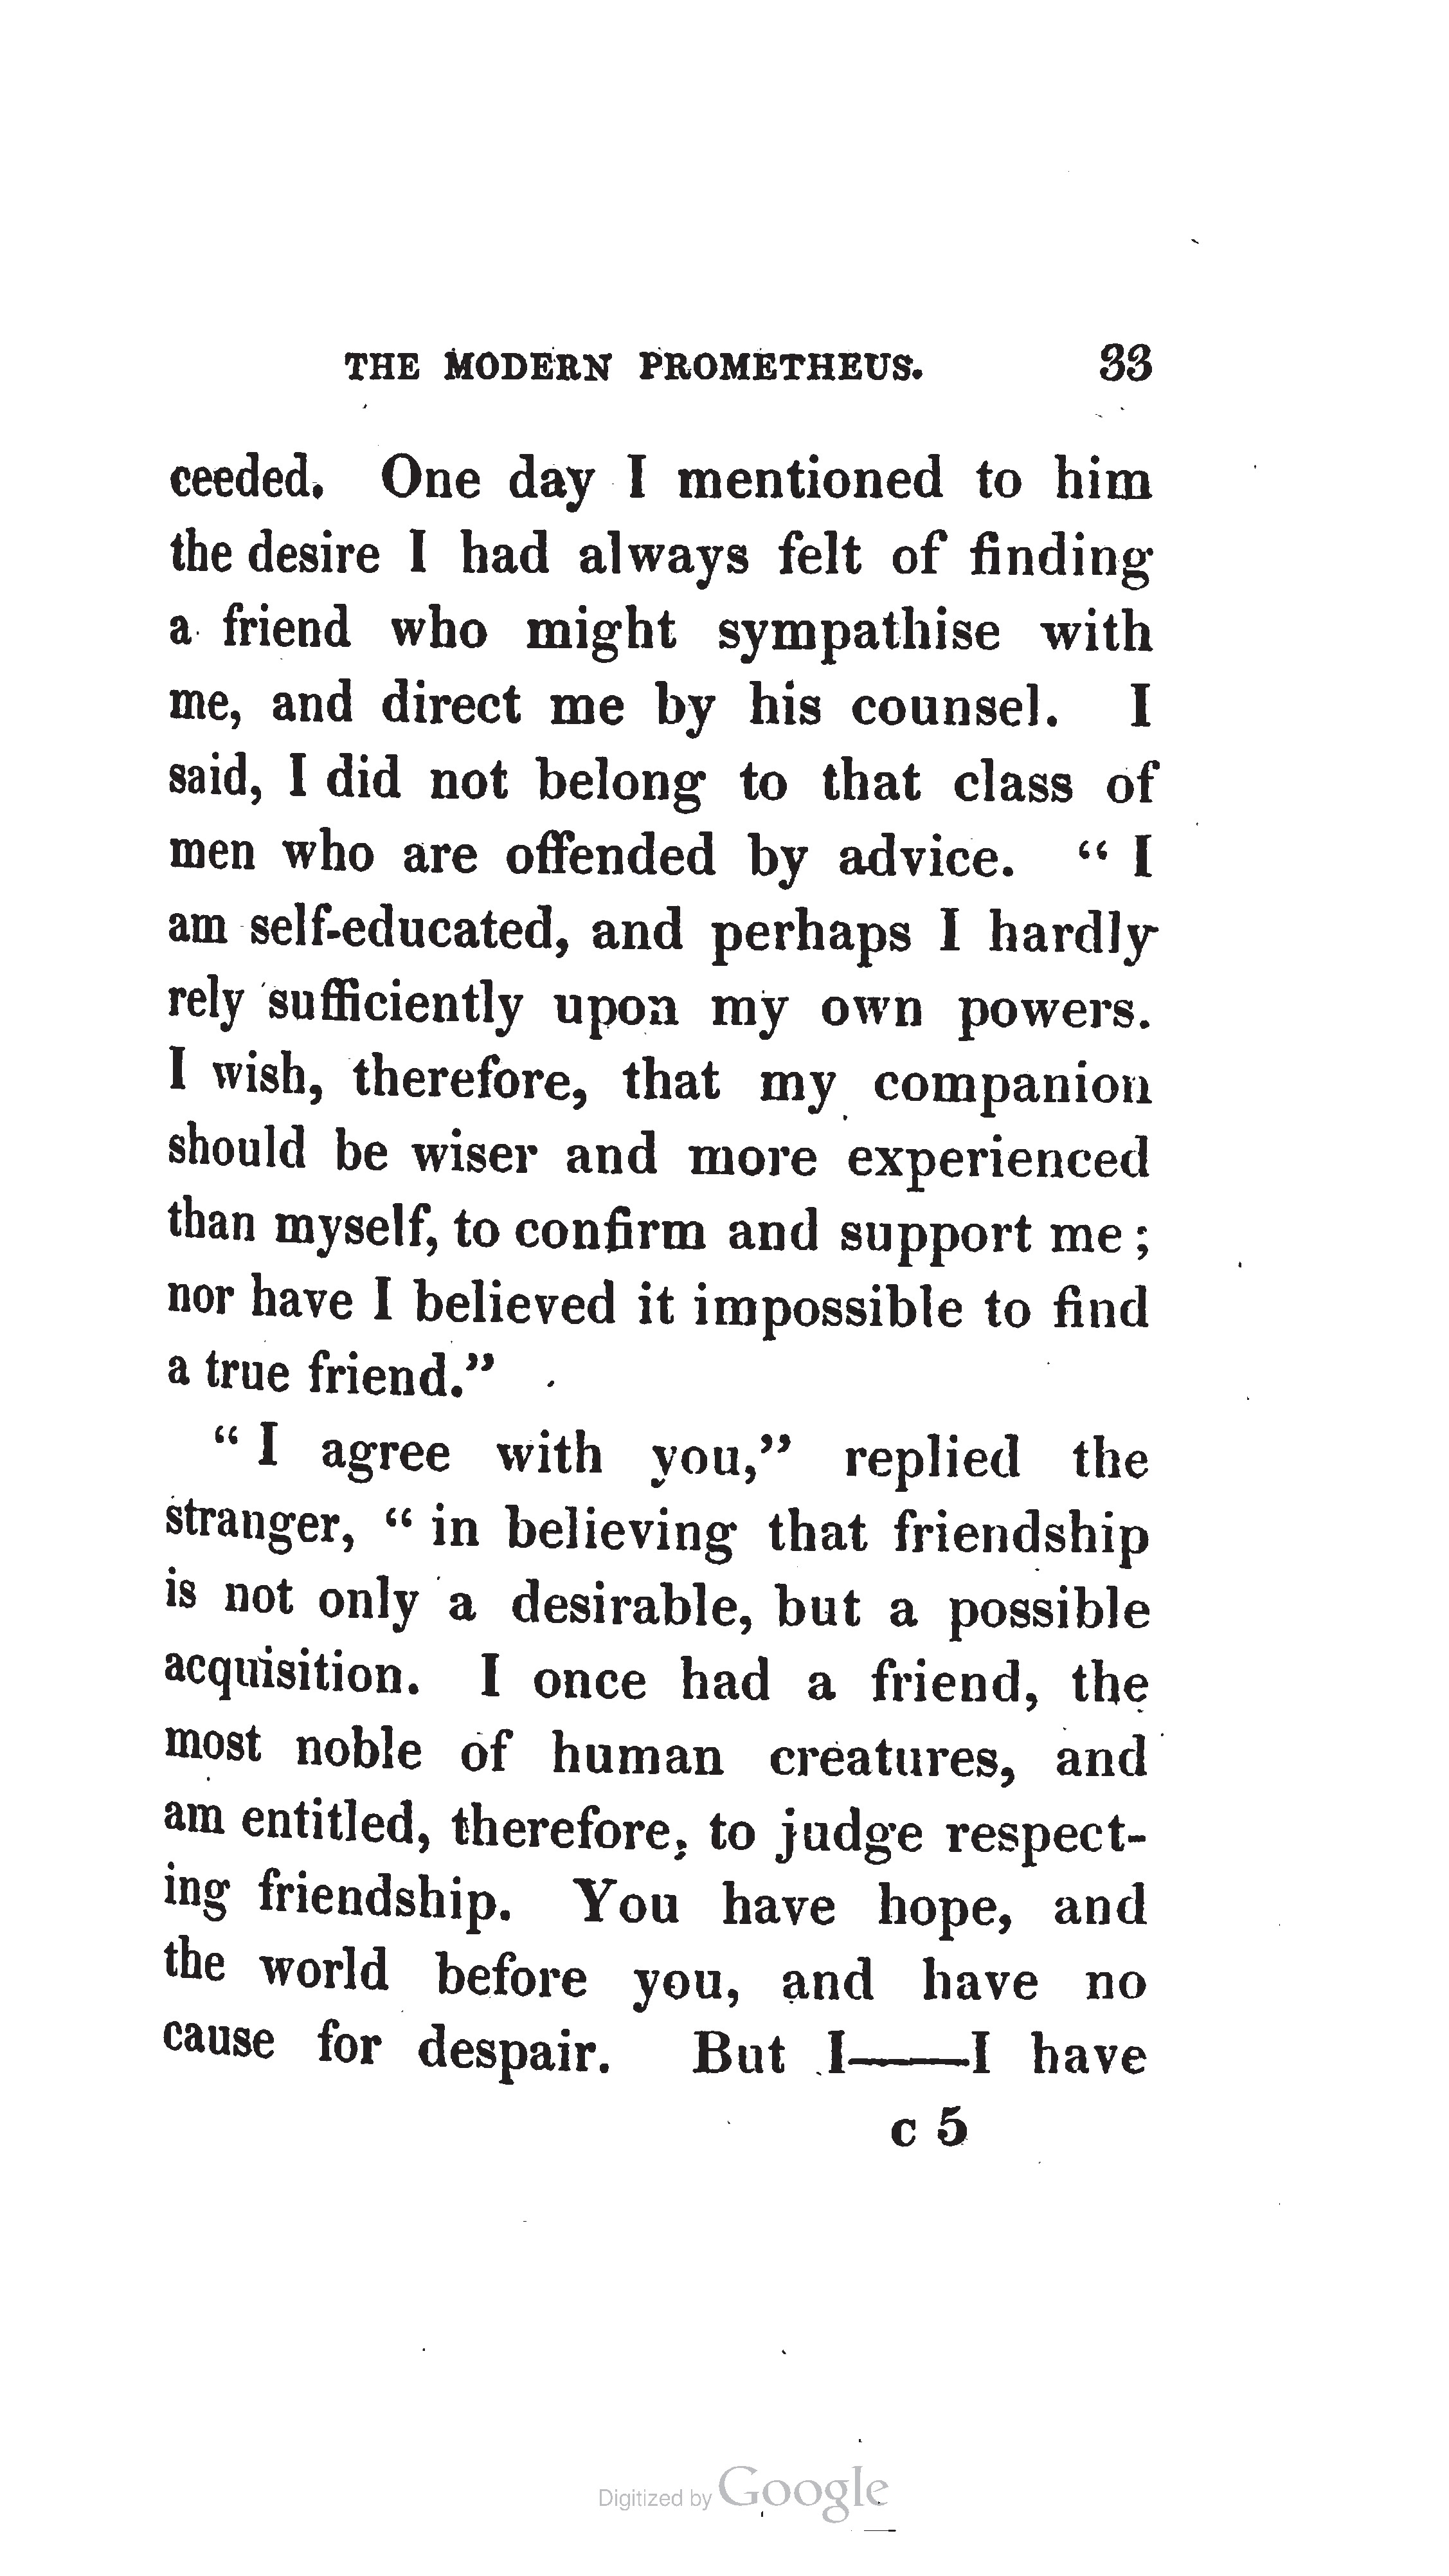 THE MODERN PROMETHEUS. 33
ceeded. One day I mentioned to him
the desire I had always felt of finding
a friend who might sympathise with
me, and direct me by his counsel. I
said, I did not belong to that class of
men who are offended by advice. “ I
am self-educated, and perhaps I hardly
rely sufficiently upon my own powers.
I wish, therefore, that my companion
should be wiser and more experienced
than myself, to confirm and support me ;
nor have I believed it impossible to find
a true friend.”
“ I agree with you,” replied the
stranger, “ in believing that friendship
is not only a desirable, but a possible
acquisition. I once had a friend, the
most noble of human creatures, and
am entitled, therefore, to judge respect-
ing friendship. You have hope, and
the world before you, and have no
cause for despair. But I——I have
c 5
Digitized by Google